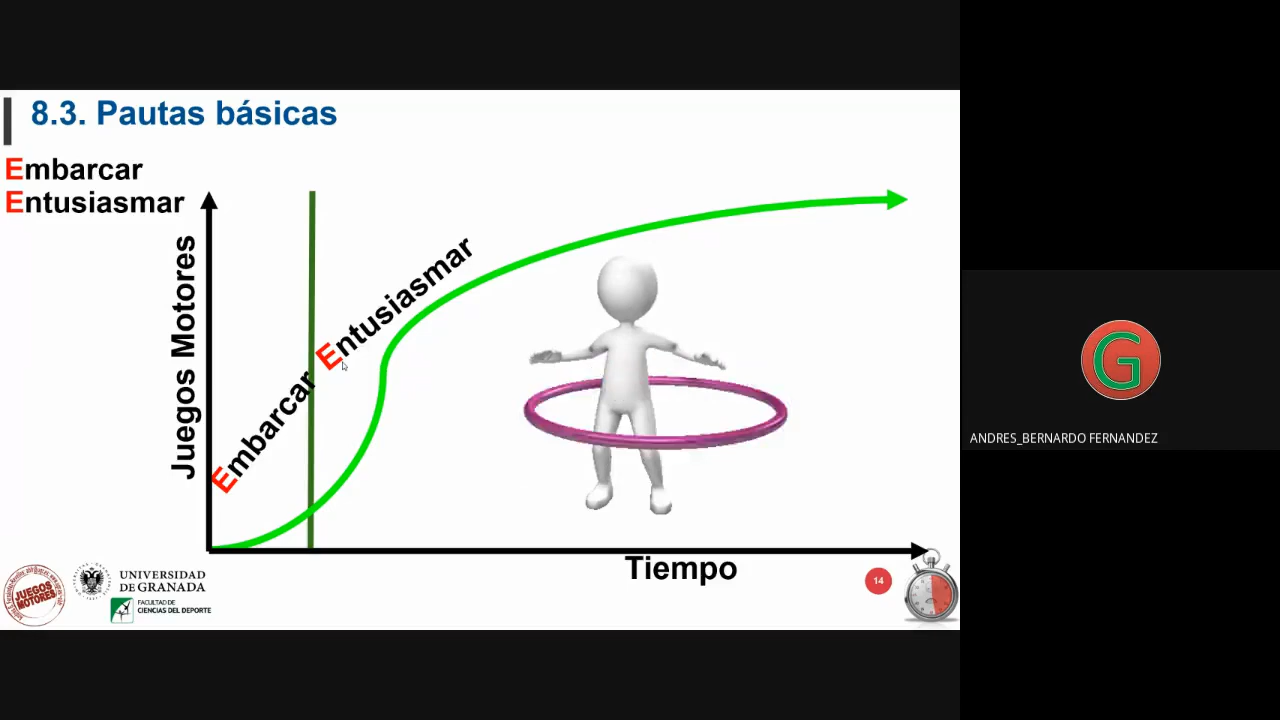 8.3. Pautas básicas
Embarcar
Entusiasmar
Juegos Motores
Embarcar
Entusiasmar
Tiempo
14
JUEGOS
MOTORES
UNIVERSIDAD
DE GRANADA
FACULTAD DE
CIENCIAS DEL DEPORTE
G
ANDRES_BERNARDO FERNANDEZ